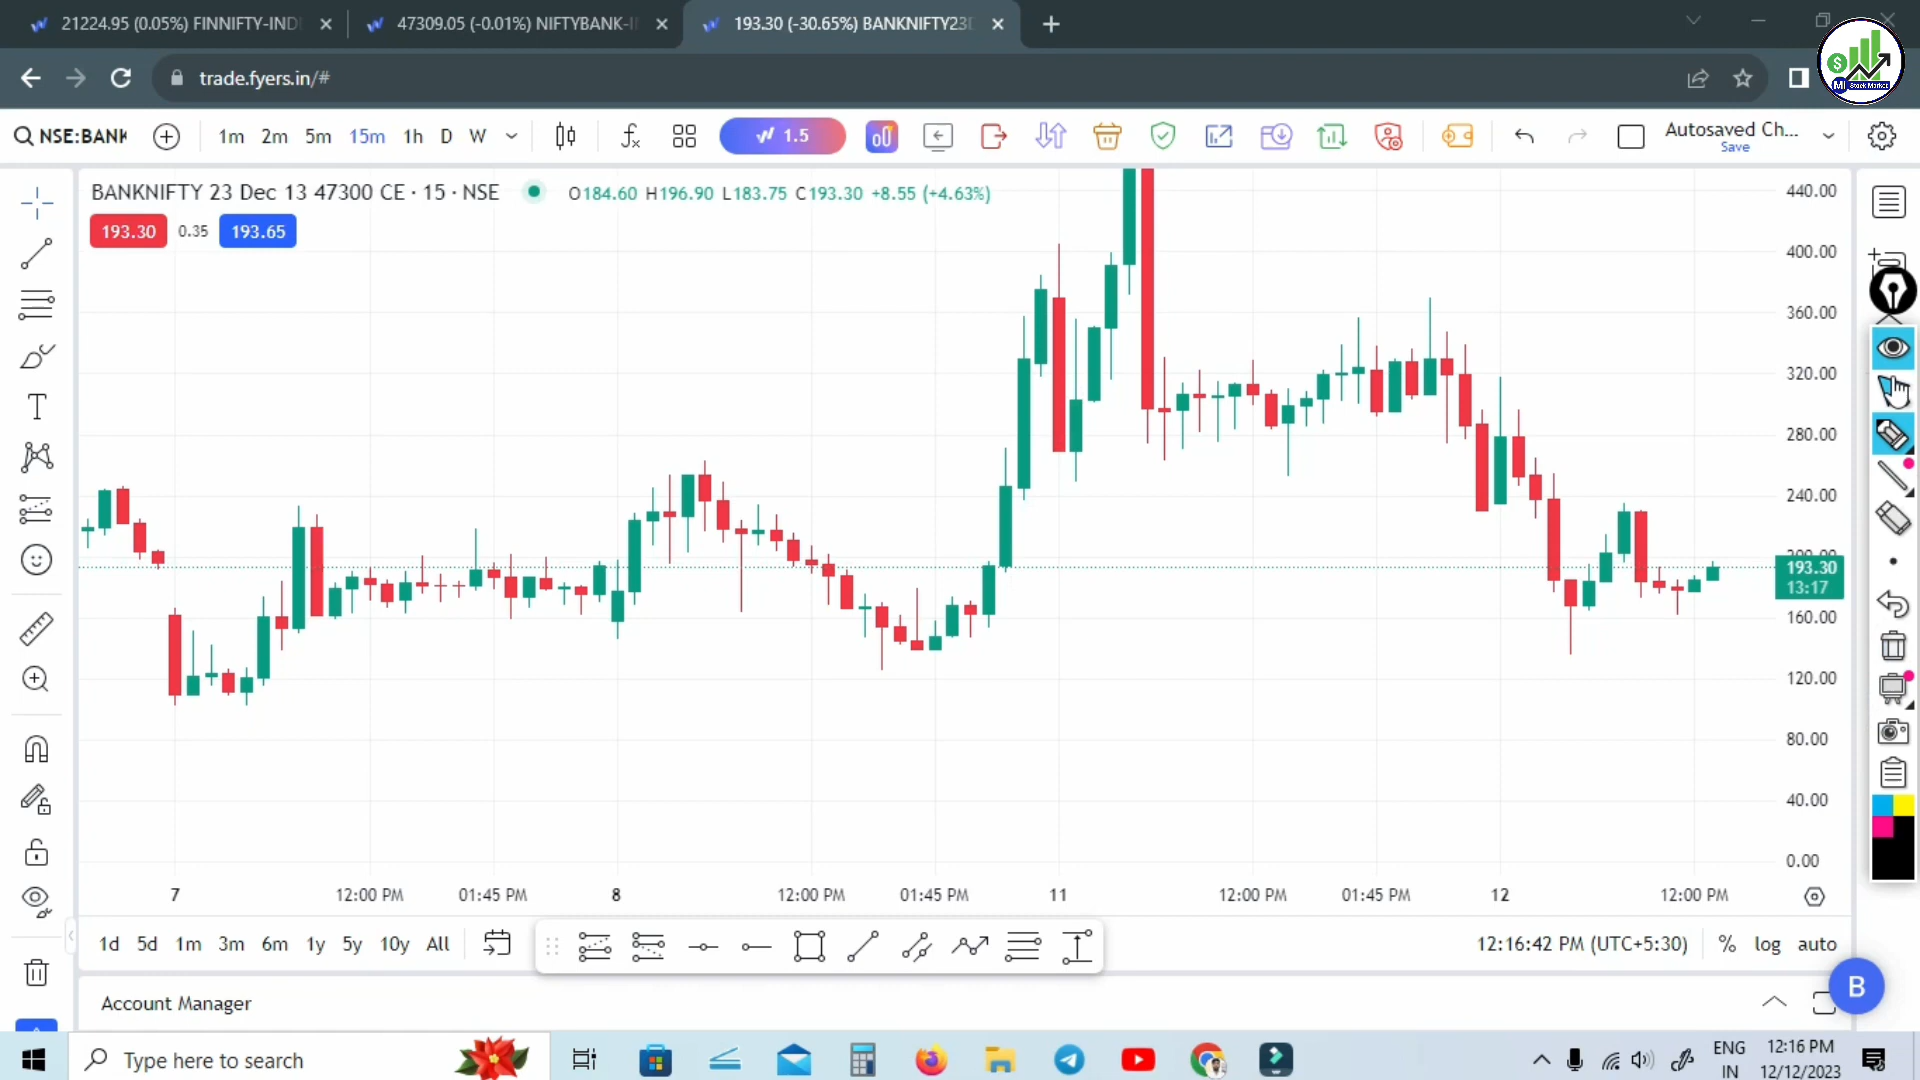 21224.95 (0.05%) FINNIFTY-IND
47309.05 (-0.01%) NIFTYBANK-I
193.30 (-30.65%) BANKNIFTY23D
trade.fyers.in/#
$
M Stock Market
NSE:BANK
1m 2m 5m 15m 1h D W
1.5
Autosaved Ch...
Save
BANKNIFTY 23 Dec 13 47300 CE · 15 · NSE
O184.60 H196.90 L183.75 C193.30 +8.55 (+4.63%)
193.30 0.35 193.65
440.00
400.00
360.00
320.00
280.00
240.00
200.00
193.30
13:17
160.00
120.00
80.00
40.00
0.00
7 12:00 PM 01:45 PM 8 12:00 PM 01:45 PM 11 12:00 PM 01:45 PM 12 12:00 PM
1d 5d 1m 3m 6m 1y 5y 10y All
12:16:42 PM (UTC+5:30) % log auto
B
Account Manager
Type here to search
ENG
IN
12:16 PM
12/12/2023